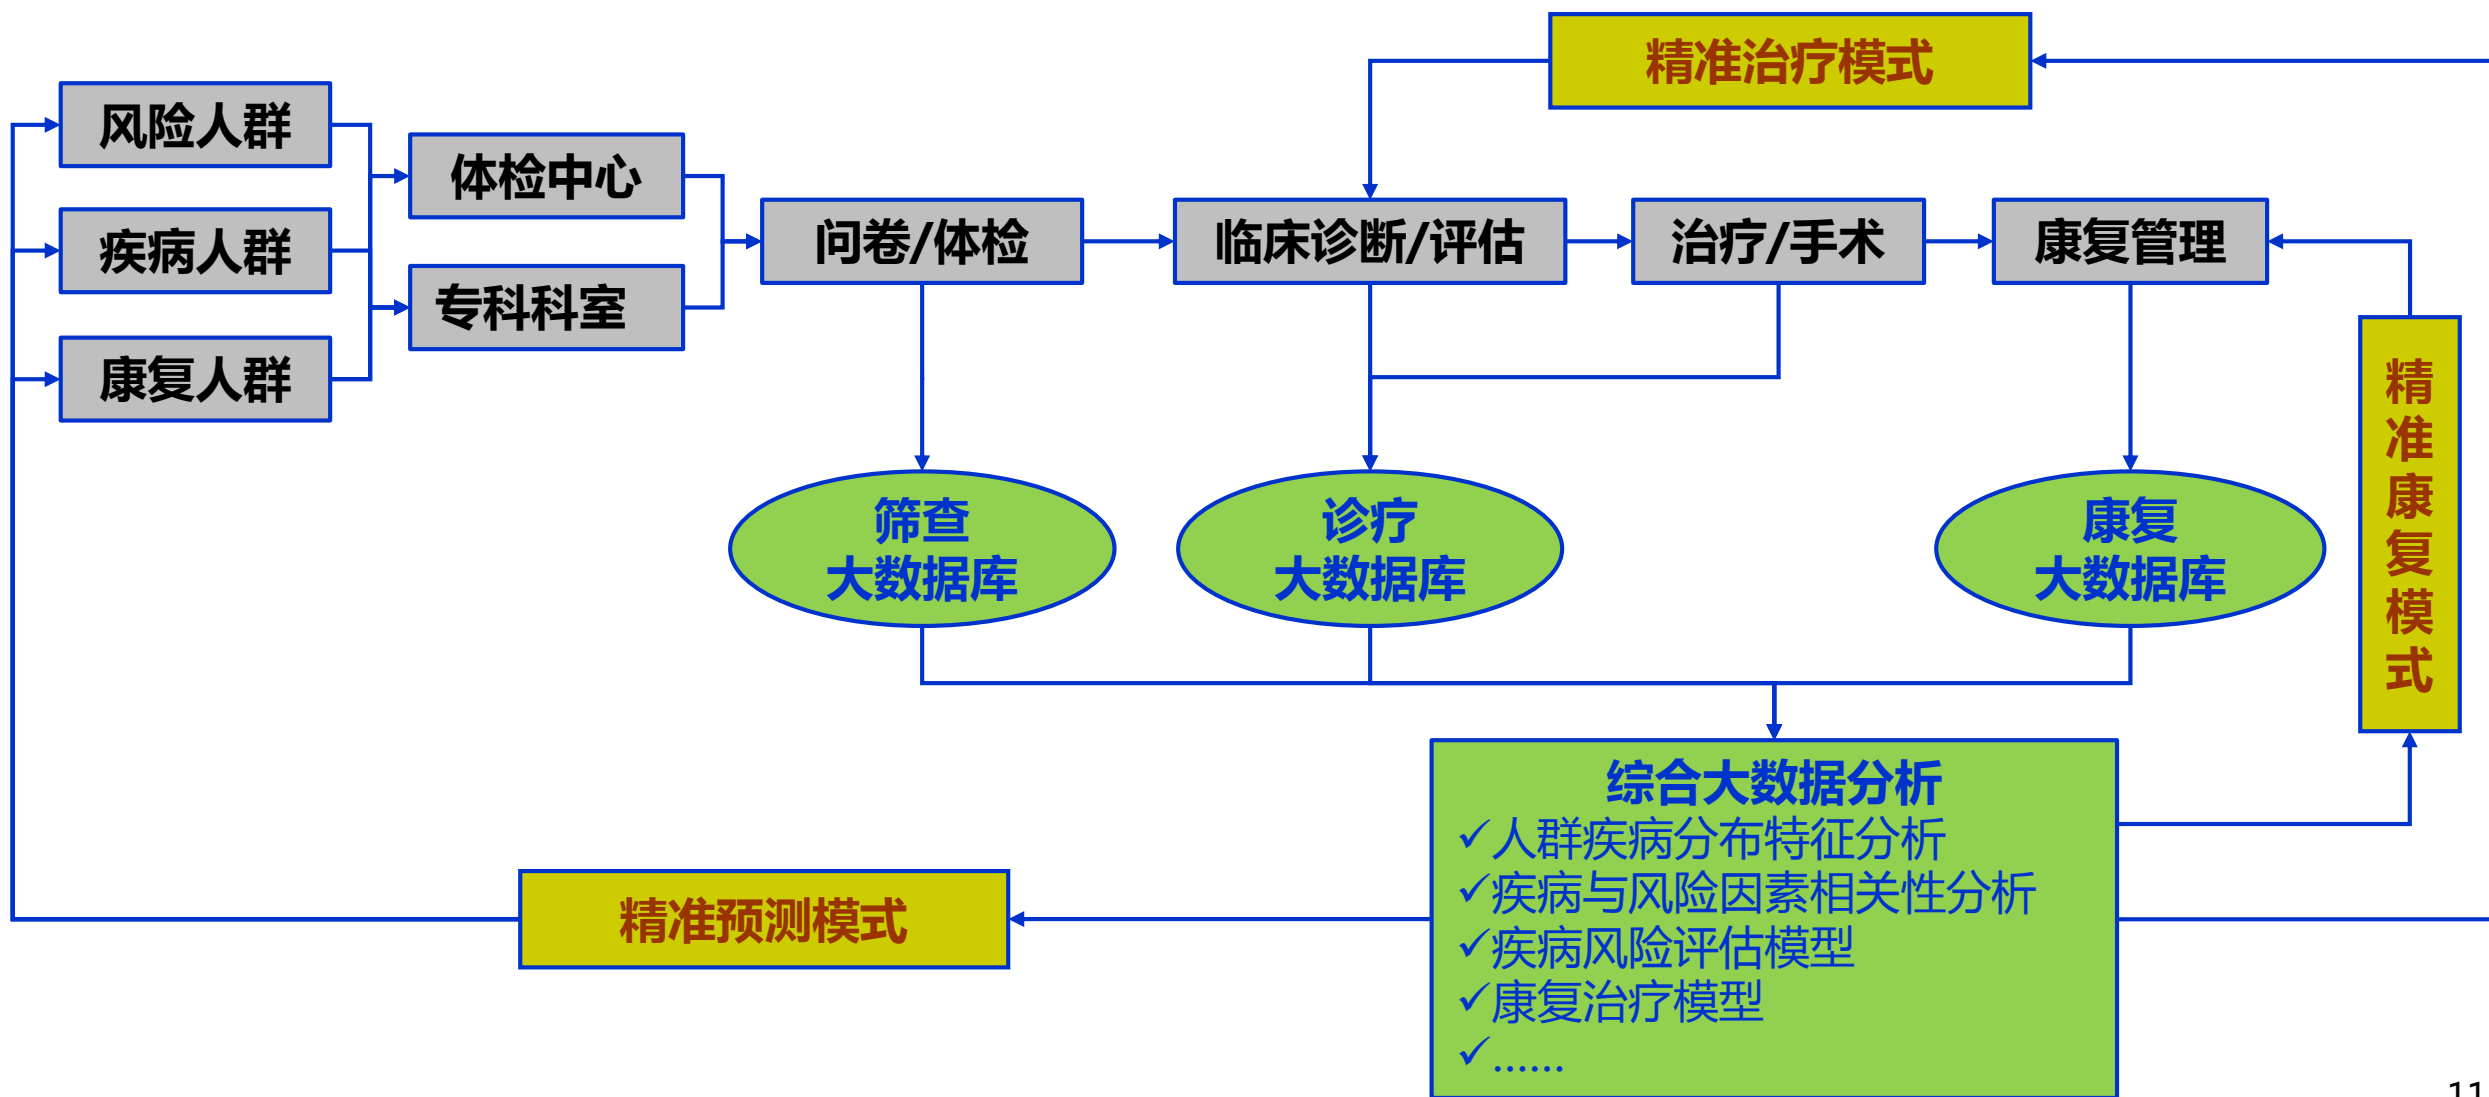 精准治疗模式
风险人群
体检中心
疾病人群
专科科室
康复人群
问卷/体检
临床诊断/评估
治疗/手术
康复管理
筛查
大数据库
诊疗
大数据库
康复
大数据库
精准康复模式
综合大数据分析
✓人群疾病分布特征分析
✓疾病与风险因素相关性分析
✓疾病风险评估模型
✓康复治疗模型
✓……
精准预测模式
11